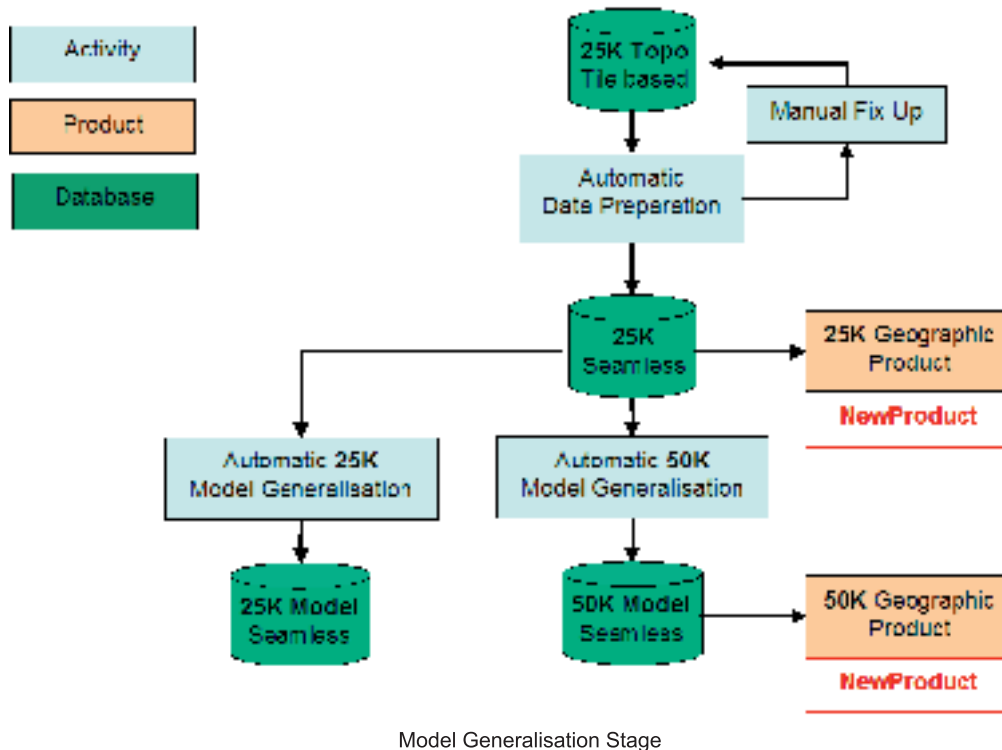 Activity
Product
Database
25K Topo
Tile based
Manual Fix Up
Automatic
Data Preparation
25K
Seamless
25K Geographic
Product
NewProduct
Automatic 25K
Model Generalisation
Automatic 50K
Model Generalisation
25K Model
Seamless
50K Model
Seamless
50K Geographic
Product
NewProduct
Model Generalisation Stage